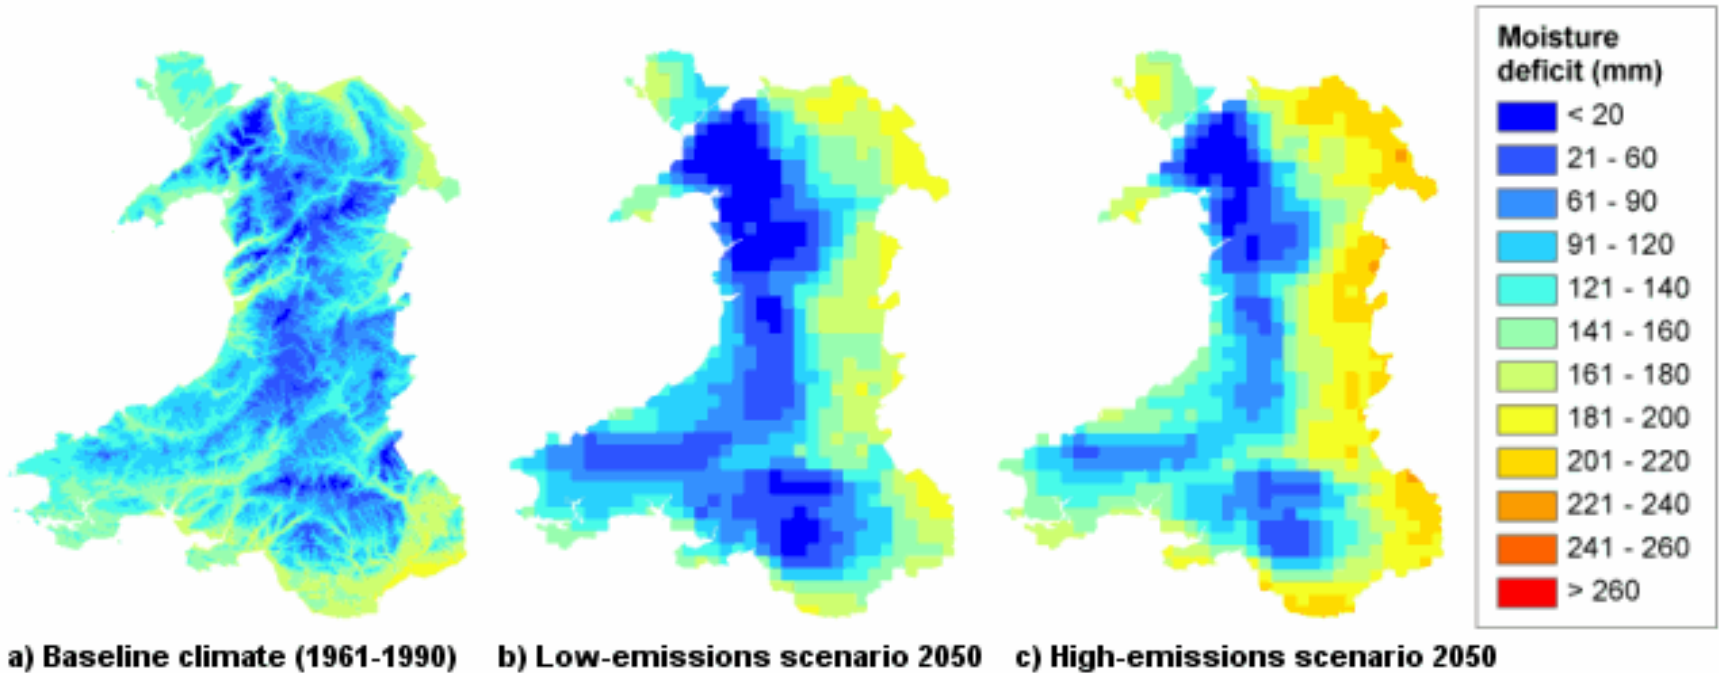 Moisture
deficit (mm)
< 20
21 - 60
61 - 90
91 - 120
121 - 140
141 - 160
161 - 180
181 - 200
201 - 220
221 - 240
241 - 260
> 260
a) Baseline climate (1961-1990)
b) Low-emissions scenario 2050
c) High-emissions scenario 2050